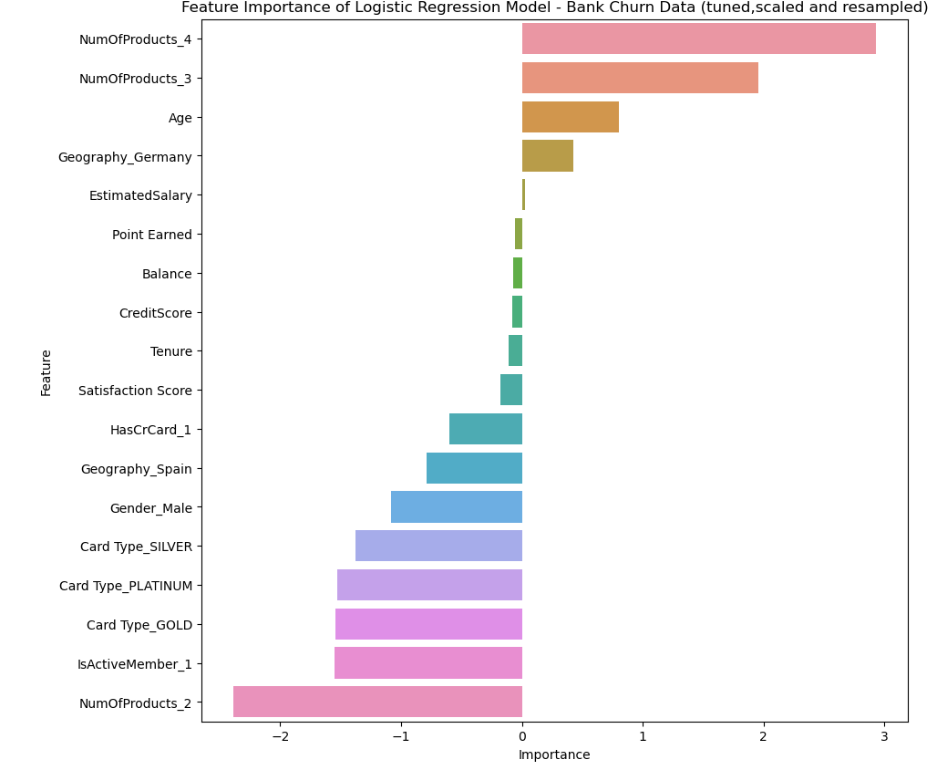 Feature Importance of Logistic Regression Model - Bank Churn Data (tuned,scaled and resampled)
NumOfProducts_4
NumOfProducts_3
Age
Geography_Germany
EstimatedSalary
Point Earned
Balance
CreditScore
Tenure
Feature
Satisfaction Score
HasCrCard_1
Geography_Spain
Gender_Male
Card Type_SILVER
Card Type_PLATINUM
Card Type_GOLD
IsActiveMember_1
NumOfProducts_2
−2 −1 0 1 2 3
Importance